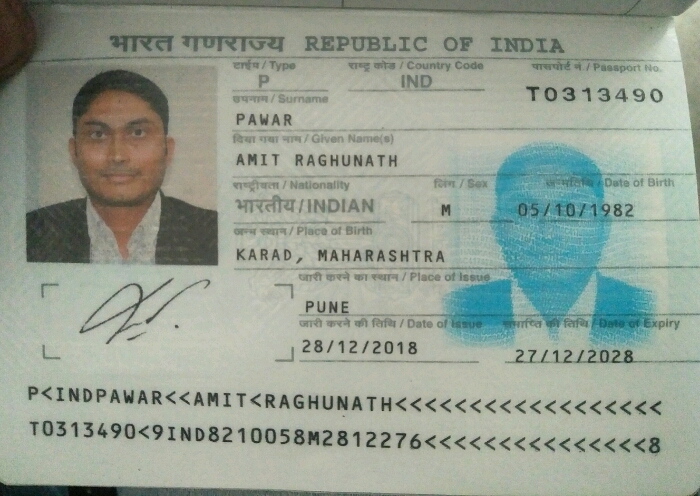 भारत गणराज्य REPUBLIC OF INDIA
टाईप / Type राष्ट्र कोड / Country Code पासपोर्ट नं. / Passport No.
P IND T0313490
उपनाम / Surname
PAWAR
दिया गया नाम / Given Name(s)
AMIT RAGHUNATH
राष्ट्रीयता / Nationality लिंग / Sex जन्मतिथि / Date of Birth
भारतीय / INDIAN M 05/10/1982
जन्म स्थान / Place of Birth
KARAD, MAHARASHTRA
जारी करने का स्थान / Place of Issue
PUNE
जारी करने की तिथि / Date of Issue समाप्ति की तिथि / Date of Expiry
28/12/2018 27/12/2028
P<INDPAWAR<<AMIT<RAGHUNATH<<<<<<<<<<<<<<<<<<
T0313490<9IND8210058M2812276<<<<<<<<<<<<<<<8